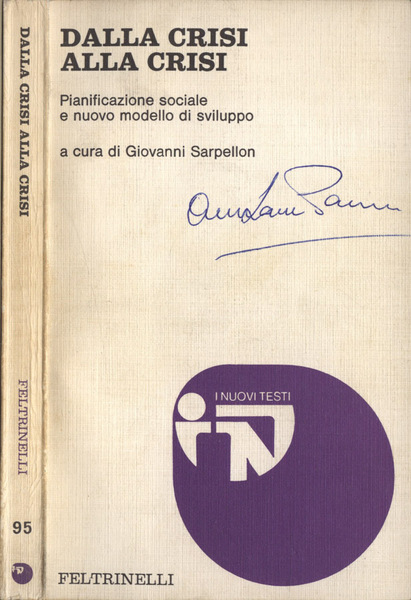 DALLA CRISI ALLA CRISI
FELTRINELLI
95
DALLA CRISI
ALLA CRISI
Pianificazione sociale
e nuovo modello di sviluppo
a cura di Giovanni Sarpellon
I NUOVI TESTI
FELTRINELLI